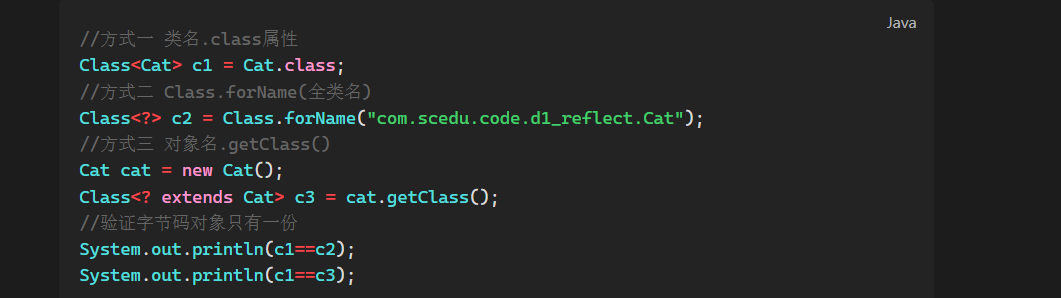 Java
//方式一 类名.class属性
Class<Cat> c1 = Cat.class;
//方式二 Class.forName(全类名)
Class<?> c2 = Class.forName("com.scedu.code.d1_reflect.Cat");
//方式三 对象名.getClass()
Cat cat = new Cat();
Class<? extends Cat> c3 = cat.getClass();
//验证字节码对象只有一份
System.out.println(c1==c2);
System.out.println(c1==c3);